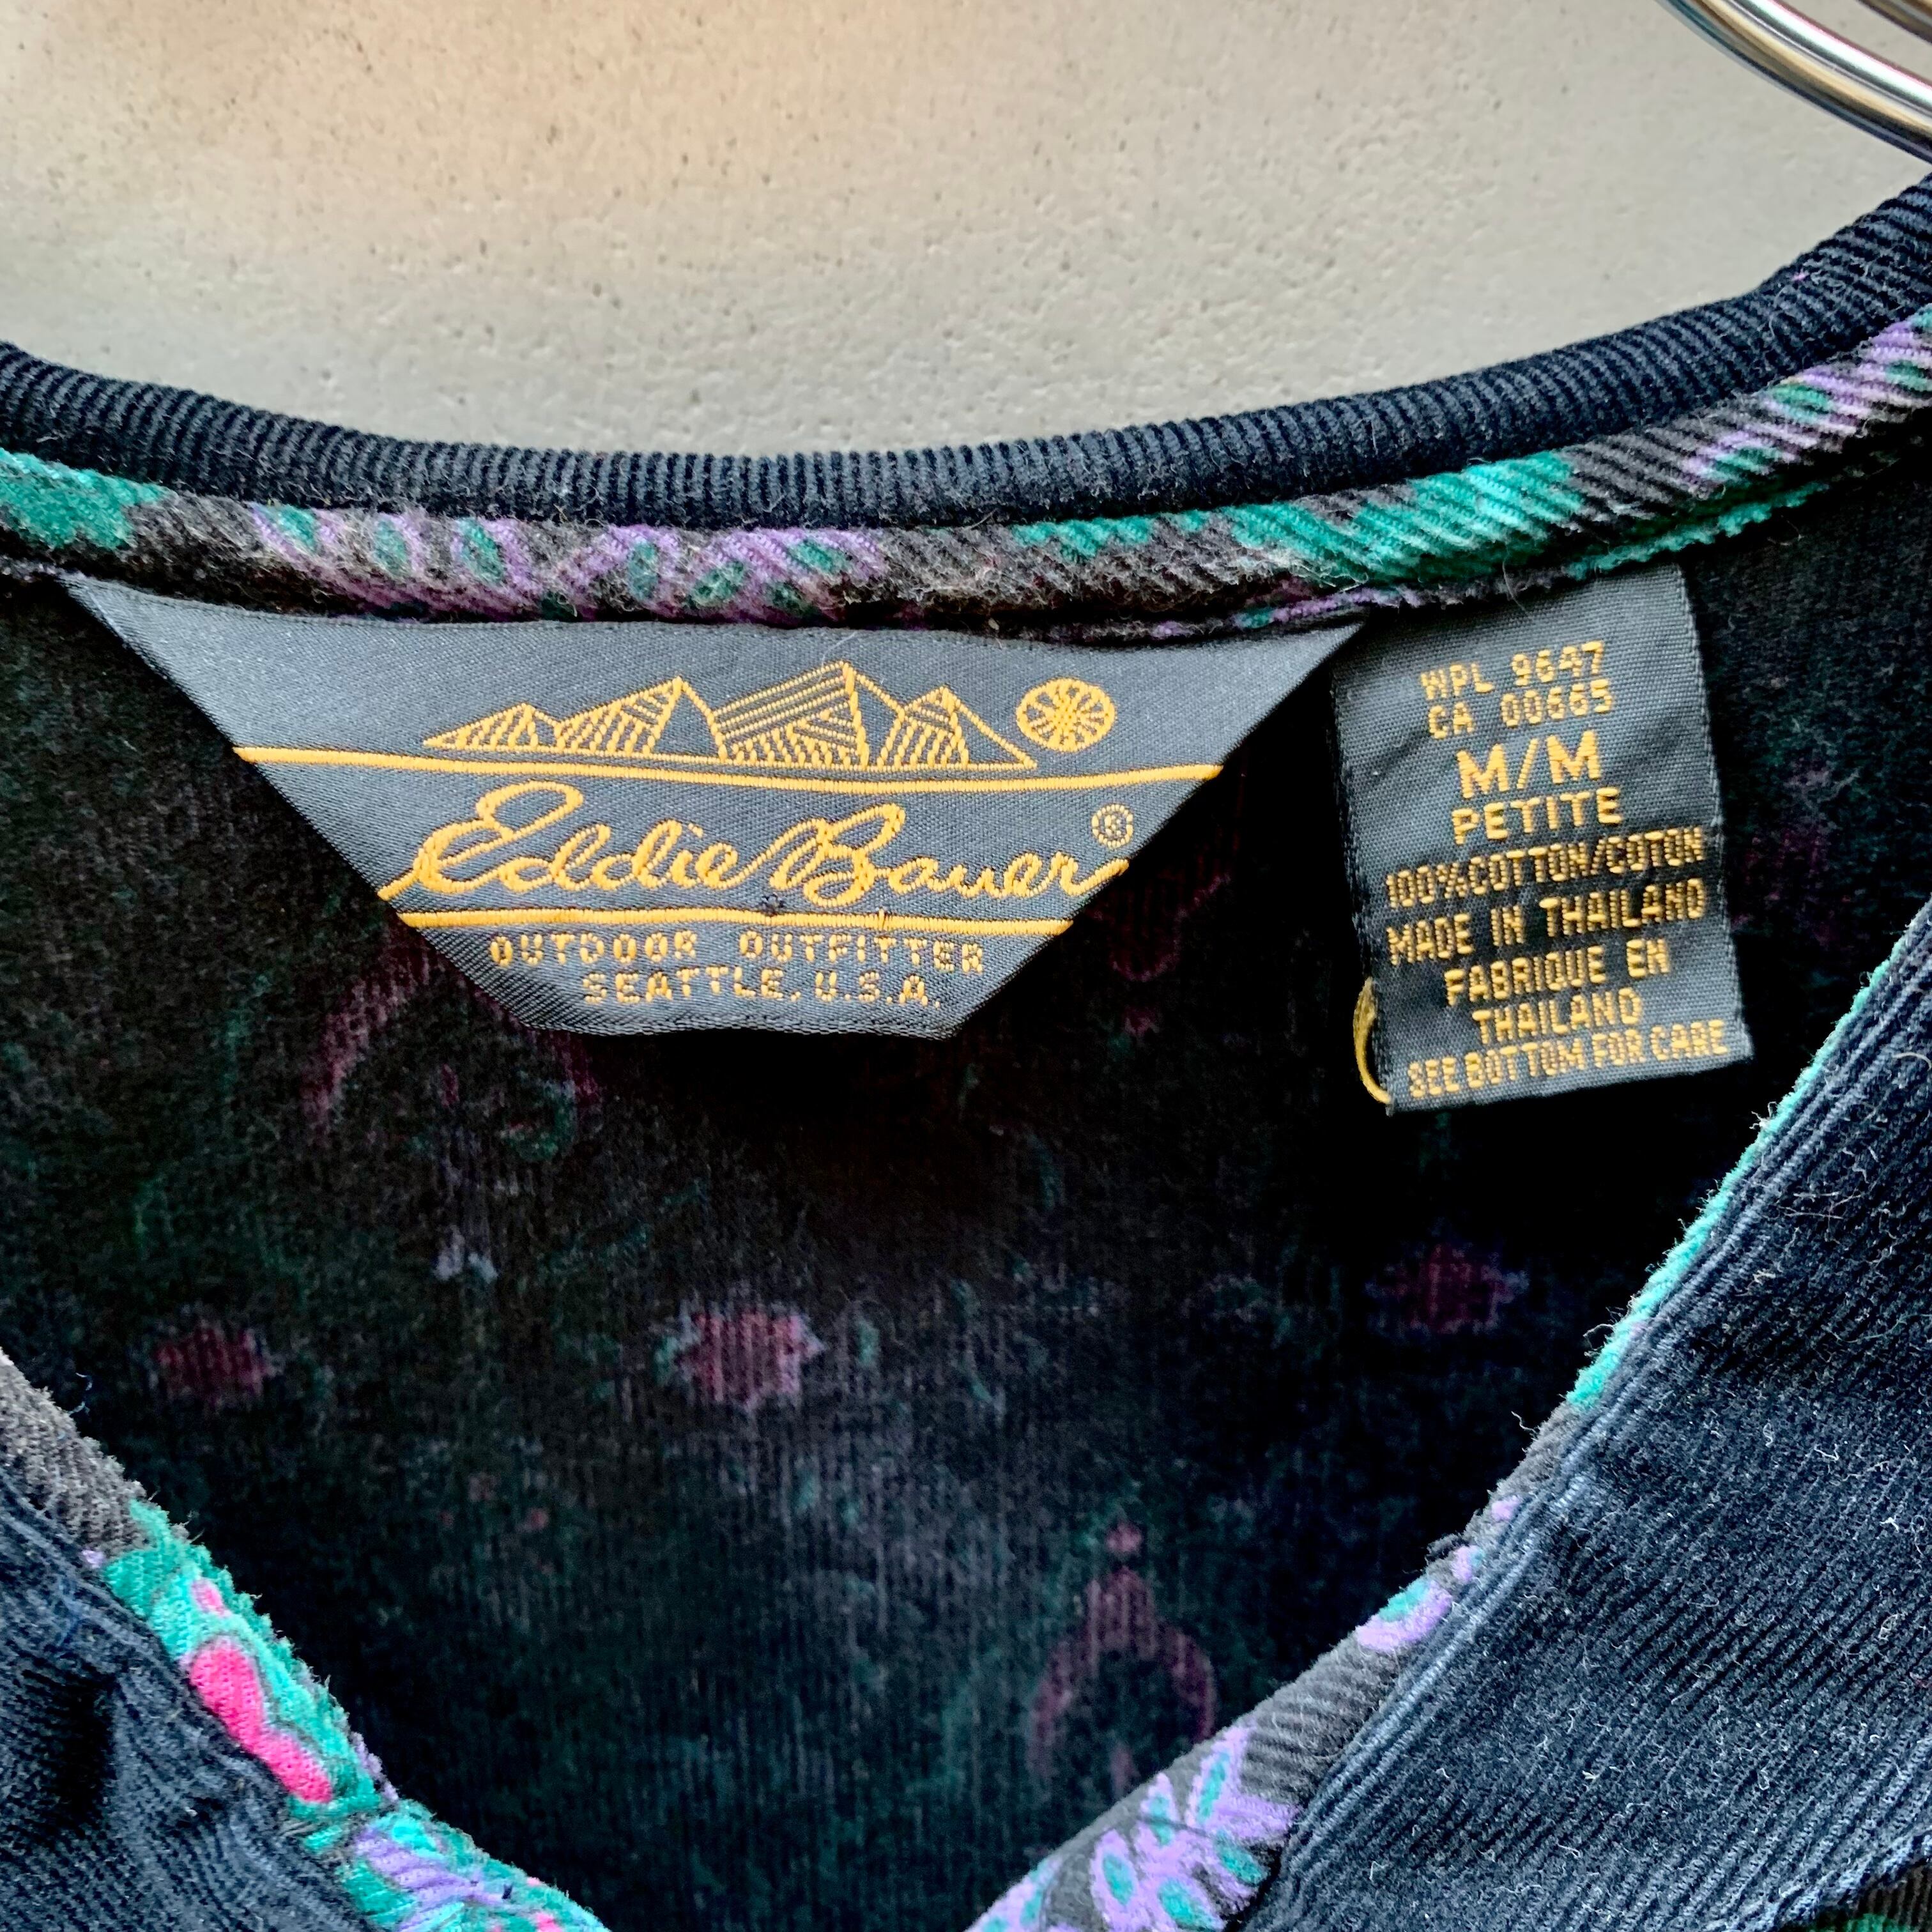 Eddie Bauer®
OUTDOOR OUTFITTER
SEATTLE, U.S.A.
WPL 9647
CA 00665
M/M
PETITE
100%COTTON/COTON
MADE IN THAILAND
FABRIQUE EN
THAILAND
SEE BOTTOM FOR CARE